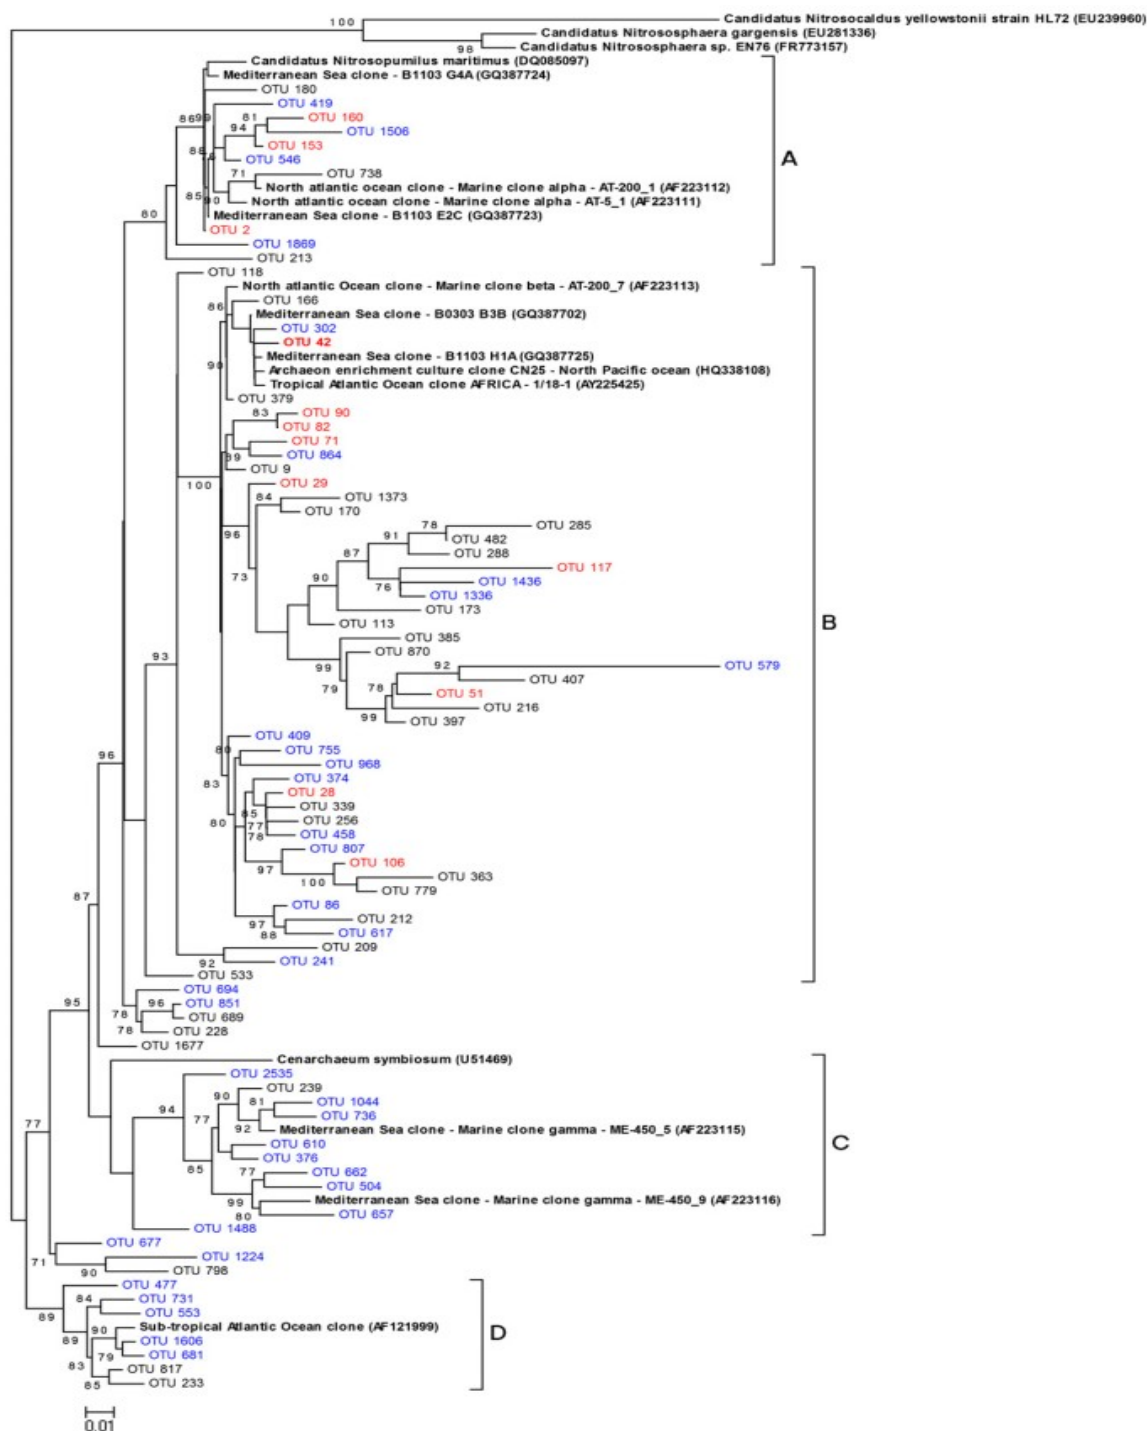 100
Candidatus Nitrosocaldus yellowstonii strain HL72 (EU239960)
Candidatus Nitrososphaera gargensis (EU281336)
98
Candidatus Nitrososphaera sp. EN76 (FR773157)
Candidatus Nitrosopumilus maritimus (DQ085097)
Mediterranean Sea clone - B1103 G4A (GQ387724)
OTU 180
OTU 419
86
81
OTU 160
94
OTU 1506
OTU 153
OTU 546
A
71
OTU 738
North atlantic ocean clone - Marine clone alpha - AT-200_1 (AF223112)
85
North atlantic ocean clone - Marine clone alpha - AT-5_1 (AF223111)
80
Mediterranean Sea clone - B1103 E2C (GQ387723)
OTU 2
OTU 1869
OTU 213
OTU 118
North atlantic Ocean clone - Marine clone beta - AT-200_7 (AF223113)
86
OTU 166
Mediterranean Sea clone - B0303 B3B (GQ387702)
OTU 302
OTU 42
Mediterranean Sea clone - B1103 H1A (GQ387725)
90
Archaeon enrichment culture clone CN25 - North Pacific ocean (HQ338108)
Tropical Atlantic Ocean clone AFRICA - 1/18-1 (AY225425)
OTU 379
83
OTU 90
OTU 82
OTU 71
OTU 864
OTU 9
100
OTU 29
84
OTU 1373
OTU 170
96
78
OTU 285
91
OTU 482
87
OTU 288
73
90
OTU 117
76
OTU 1436
OTU 1336
OTU 173
OTU 113
B
OTU 385
99
OTU 870
93
92
OTU 579
79
78
OTU 407
OTU 51
OTU 216
99
OTU 397
OTU 409
96
OTU 755
OTU 968
83
OTU 374
OTU 28
85
OTU 339
80
77
OTU 256
78
OTU 458
OTU 807
97
OTU 106
100
OTU 363
OTU 779
87
OTU 86
97
OTU 212
88
OTU 617
OTU 209
92
OTU 241
OTU 533
OTU 694
95
96
OTU 851
78
OTU 689
78
OTU 228
OTU 1677
Cenarchaeum symbiosum (U51469)
OTU 2535
90
OTU 239
94
81
OTU 1044
77
OTU 736
77
92
Mediterranean Sea clone - Marine clone gamma - ME-450_5 (AF223115)
OTU 610
C
85
OTU 376
77
OTU 662
OTU 504
99
Mediterranean Sea clone - Marine clone gamma - ME-450_9 (AF223116)
80
OTU 657
OTU 1488
OTU 677
71
OTU 1224
90
OTU 798
OTU 477
84
OTU 731
89
OTU 553
89
90
Sub-tropical Atlantic Ocean clone (AF121999)
D
OTU 1606
79
OTU 681
83
OTU 817
85
OTU 233
0.01